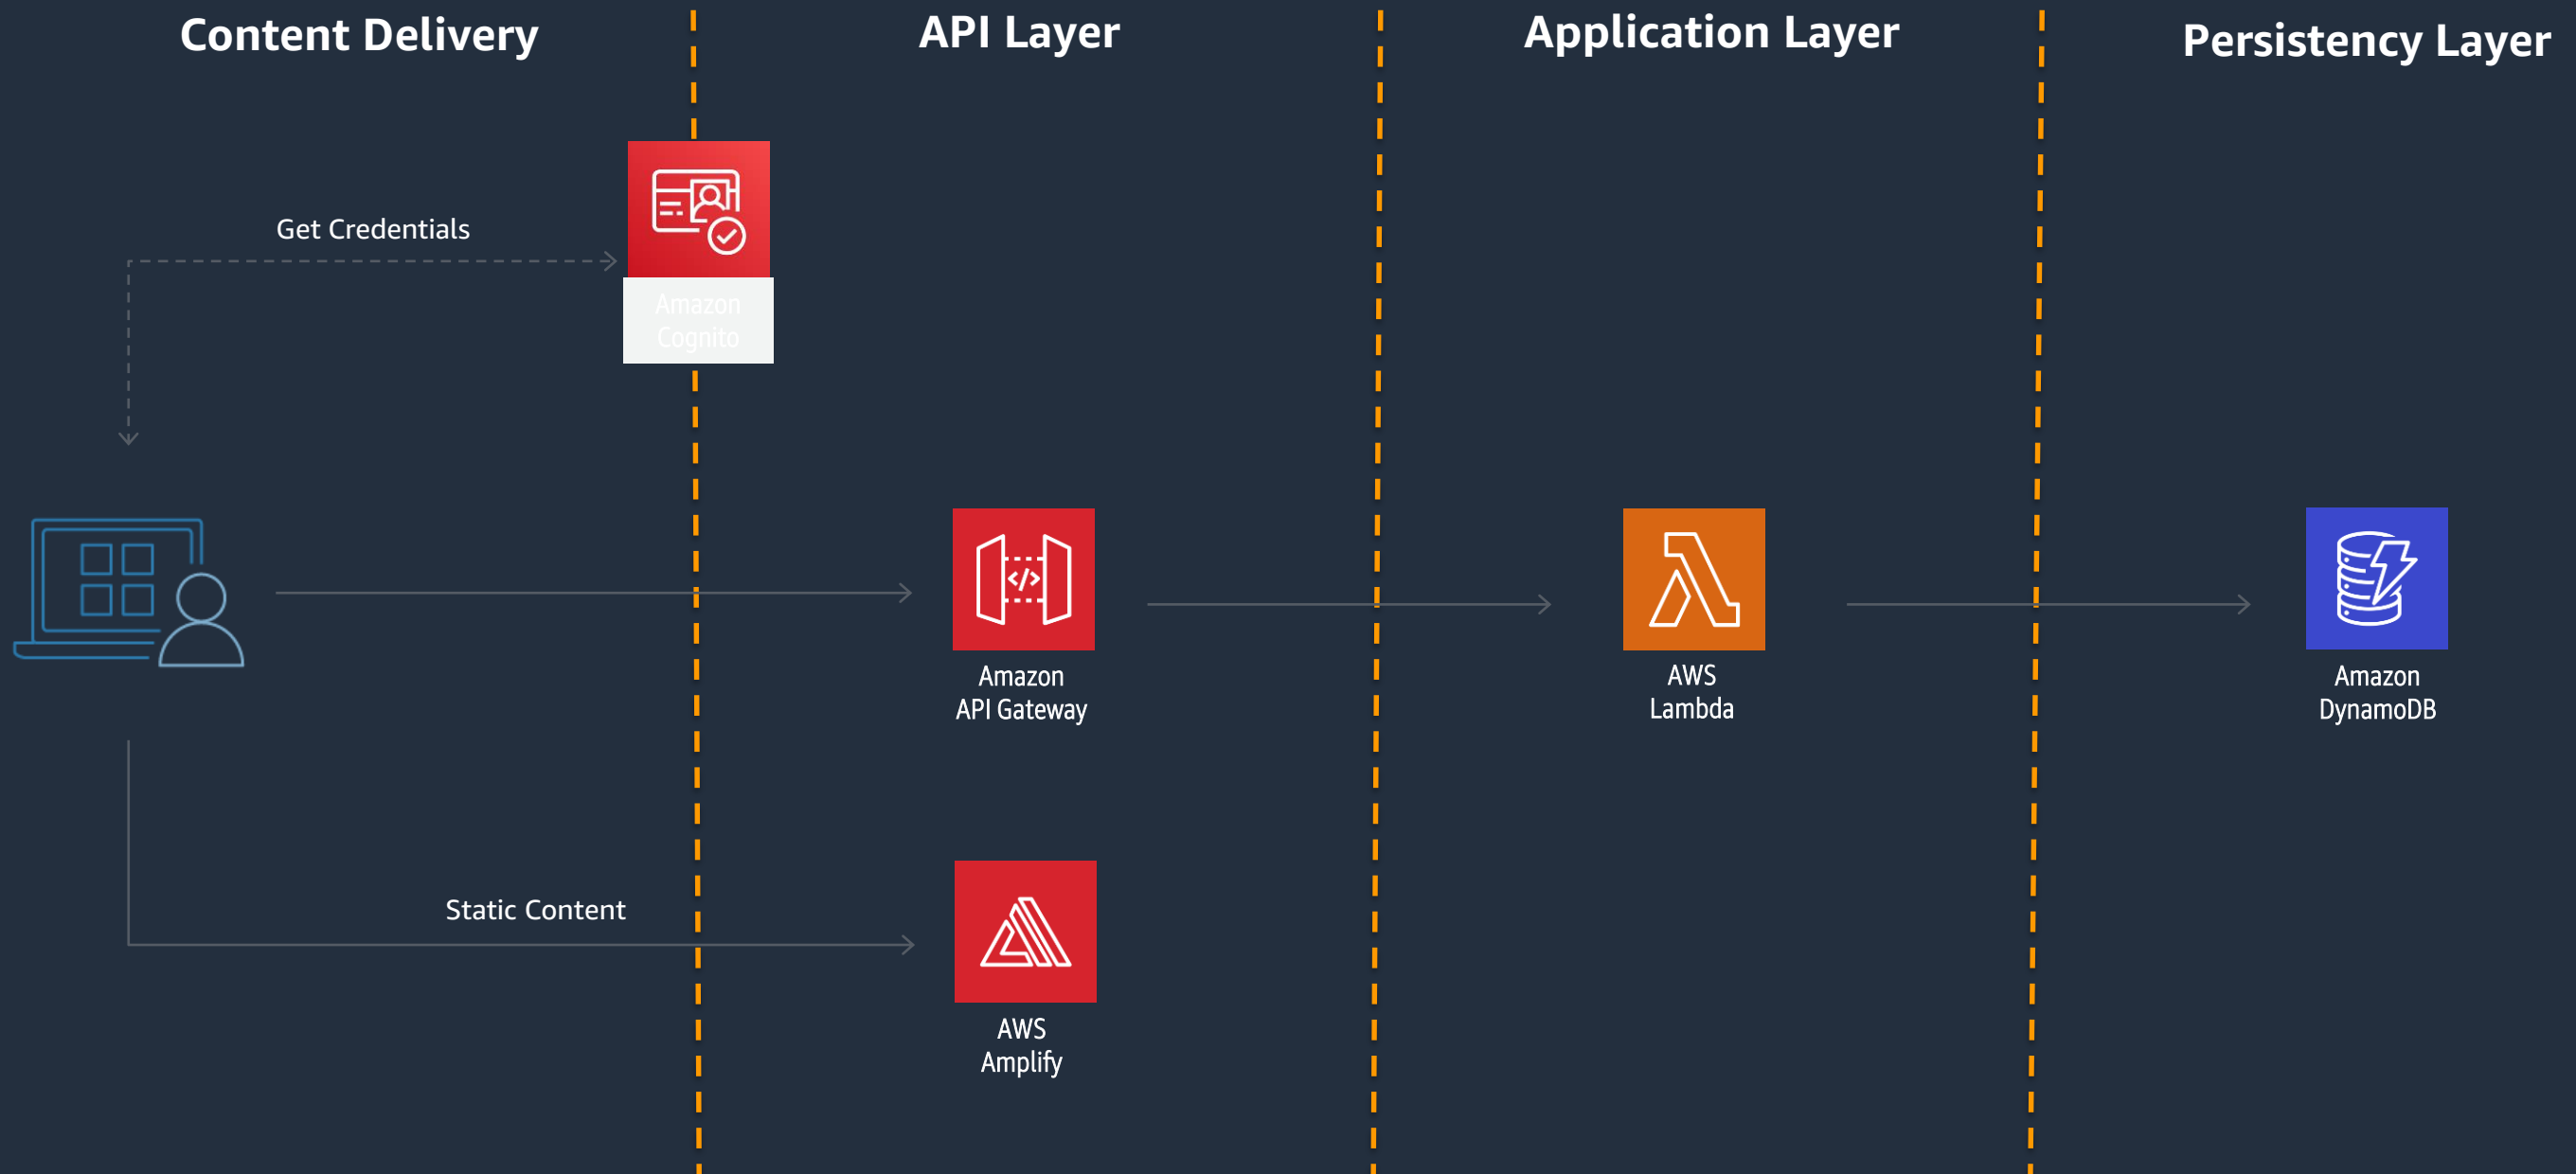 Content Delivery
API Layer
Application Layer
Persistency Layer
Get Credentials
Amazon
Cognito
</>
Amazon
API Gateway
AWS
Lambda
Amazon
DynamoDB
Static Content
AWS
Amplify